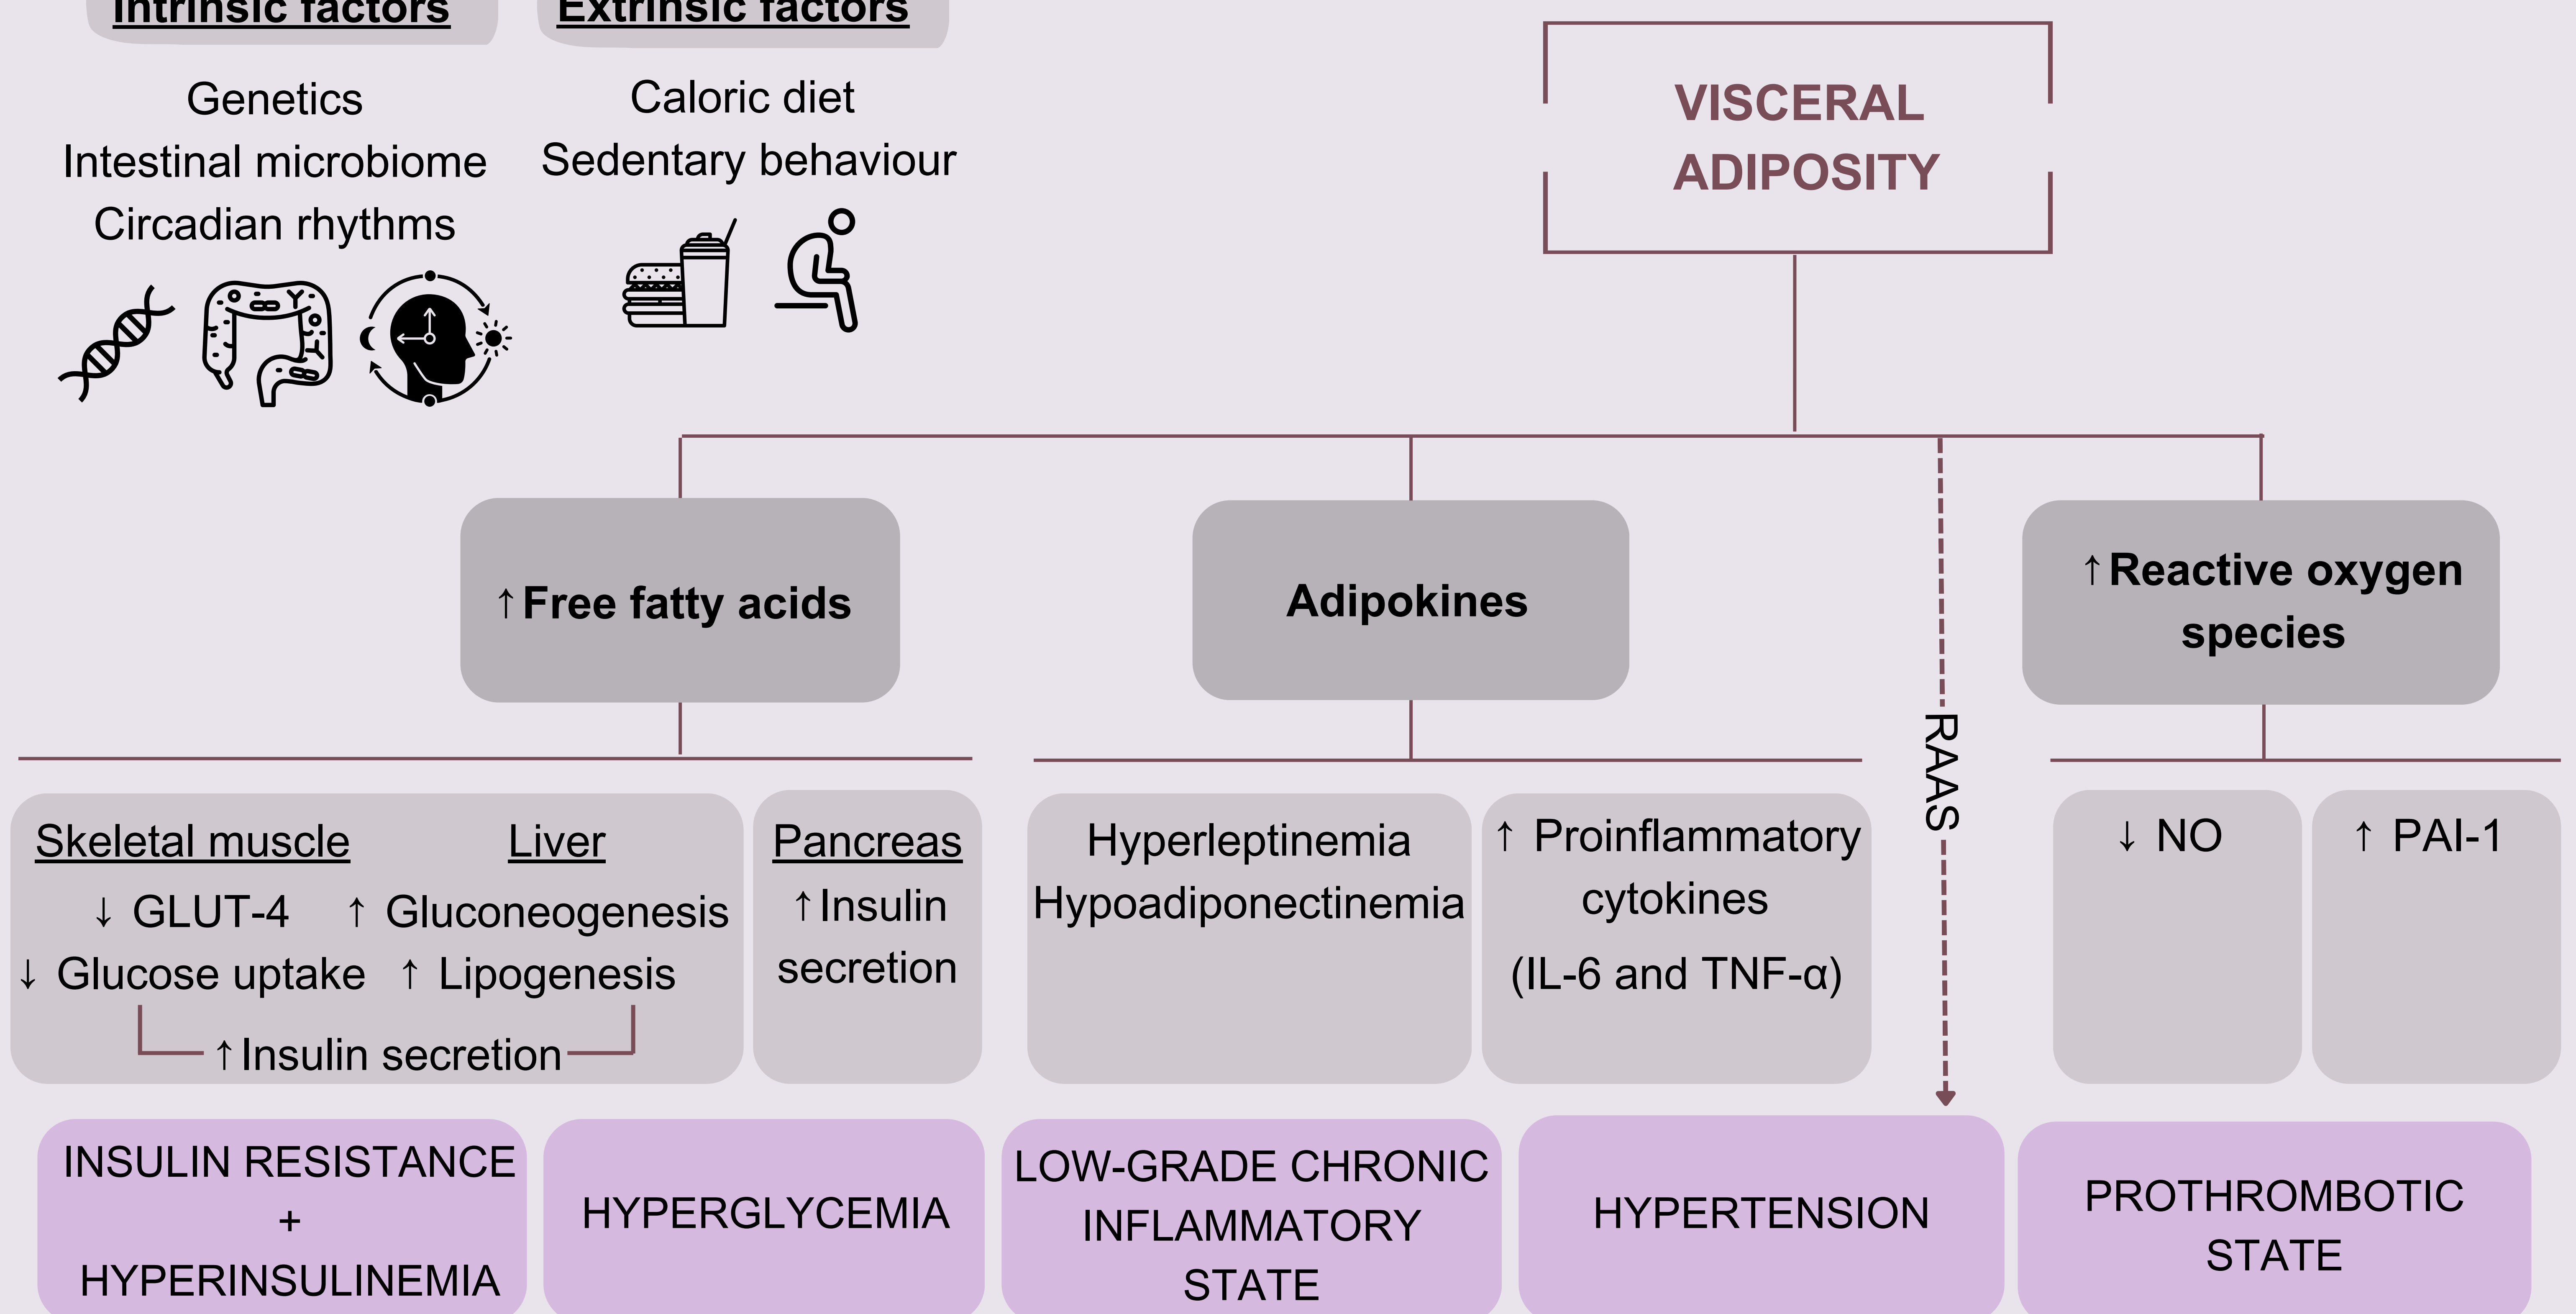 Intrinsic factors
Genetics
Intestinal microbiome
Circadian rhythms
Extrinsic factors
Caloric diet
Sedentary behaviour
VISCERAL
ADIPOSITY
↑Free fatty acids
Adipokines
↑Reactive oxygen
species
RAAS
Skeletal muscle
↓ GLUT-4
↓ Glucose uptake
Liver
↑ Gluconeogenesis
↑ Lipogenesis
↑Insulin secretion
Pancreas
↑Insulin
secretion
Hyperleptinemia
Hypoadiponectinemia
↑ Proinflammatory
cytokines
(IL-6 and TNF-α)
↓ NO
↑ PAI-1
INSULIN RESISTANCE
+
HYPERINSULINEMIA
HYPERGLYCEMIA
LOW-GRADE CHRONIC
INFLAMMATORY
STATE
HYPERTENSION
PROTHROMBOTIC
STATE